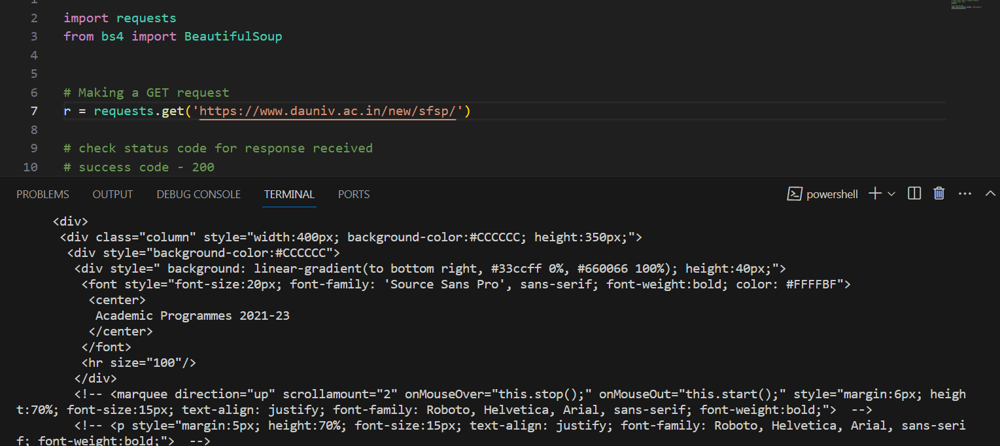 2 import requests
3 from bs4 import BeautifulSoup
4
5
6 # Making a GET request
7 r = requests.get('https://www.dauniv.ac.in/new/sfsp/')
8
9 # check status code for response received
10 # success code - 200
PROBLEMS OUTPUT DEBUG CONSOLE TERMINAL PORTS powershell
<div>
<div class="column" style="width:400px; background-color:#CCCCCC; height:350px;">
<div style="background-color:#CCCCCC">
<div style=" background: linear-gradient(to bottom right, #33ccff 0%, #660066 100%); height:40px;">
<font style="font-size:20px; font-family: 'Source Sans Pro', sans-serif; font-weight:bold; color: #FFFFBF">
<center>
Academic Programmes 2021-23
</center>
</font>
<hr size="100"/>
</div>
<!-- <marquee direction="up" scrollamount="2" onMouseOver="this.stop();" onMouseOut="this.start();" style="margin:6px; heigh
t:70%; font-size:15px; text-align: justify; font-family: Roboto, Helvetica, Arial, sans-serif; font-weight:bold;">  -->
<!-- <p style="margin:5px; height:70%; font-size:15px; text-align: justify; font-family: Roboto, Helvetica, Arial, sans-seri
f; font-weight:bold;">  -->